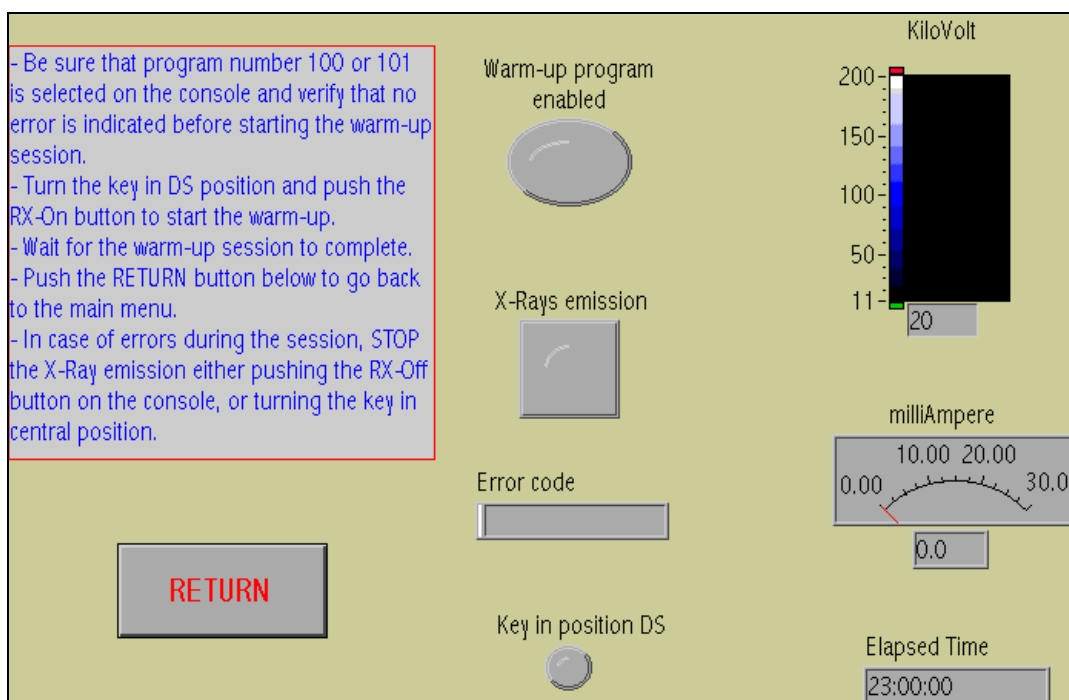 - Be sure that program number 100 or 101
is selected on the console and verify that no
error is indicated before starting the warm-up
session.
- Turn the key in DS position and push the
RX-On button to start the warm-up.
- Wait for the warm-up session to complete.
- Push the RETURN button below to go back
to the main menu.
- In case of errors during the session, STOP
the X-Ray emission either pushing the RX-Off
button on the console, or turning the key in
central position.
RETURN
Warm-up program
enabled
X-Rays emission
Error code
Key in position DS
KiloVolt
200
150
100
50
11
20
milliAmpere
10.00 20.00
0.00 30.0
0.0
Elapsed Time
23:00:00